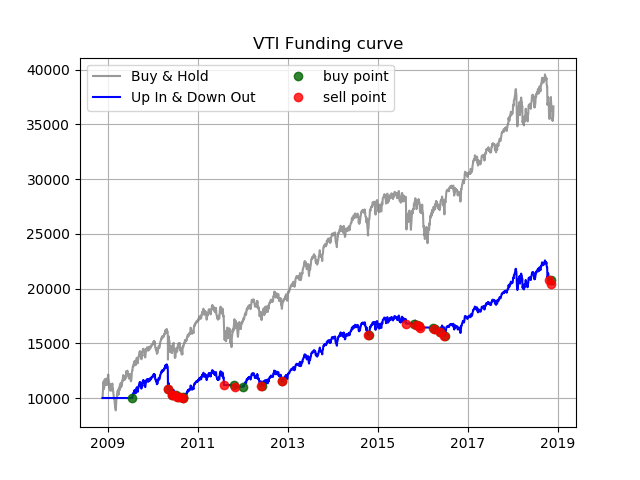 VTI Funding curve
Buy & Hold
Up In & Down Out
buy point
sell point
40000
35000
30000
25000
20000
15000
10000
2009 2011 2013 2015 2017 2019